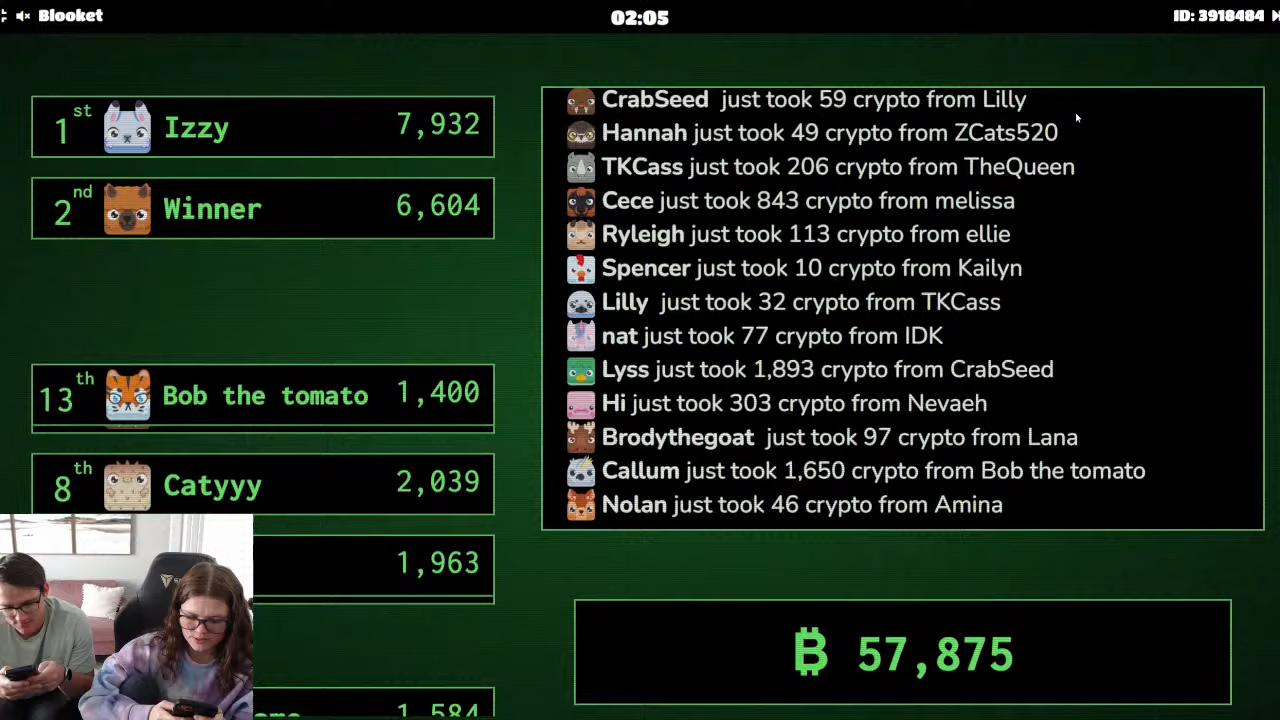 Blooket
02:05
ID: 3918484
1st Izzy 7,932
2nd Winner 6,604
13th Bob the tomato 1,400
8th Catyyy 2,039
1,963
1,584
CrabSeed just took 59 crypto from Lilly
Hannah just took 49 crypto from ZCats520
TKCass just took 206 crypto from TheQueen
Cece just took 843 crypto from melissa
Ryleigh just took 113 crypto from ellie
Spencer just took 10 crypto from Kailyn
Lilly just took 32 crypto from TKCass
nat just took 77 crypto from IDK
Lyss just took 1,893 crypto from CrabSeed
Hi just took 303 crypto from Nevaeh
Brodythegoat just took 97 crypto from Lana
Callum just took 1,650 crypto from Bob the tomato
Nolan just took 46 crypto from Amina
₿ 57,875